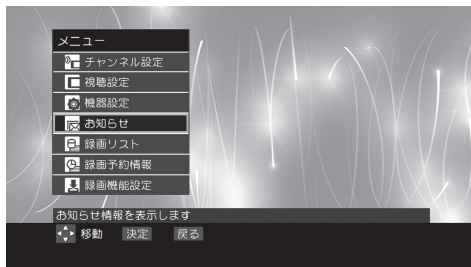 メニュー
チャンネル設定
視聴設定
機器設定
お知らせ
録画リスト
録画予約情報
録画機能設定
お知らせ情報を表示します
移動 決定 戻る